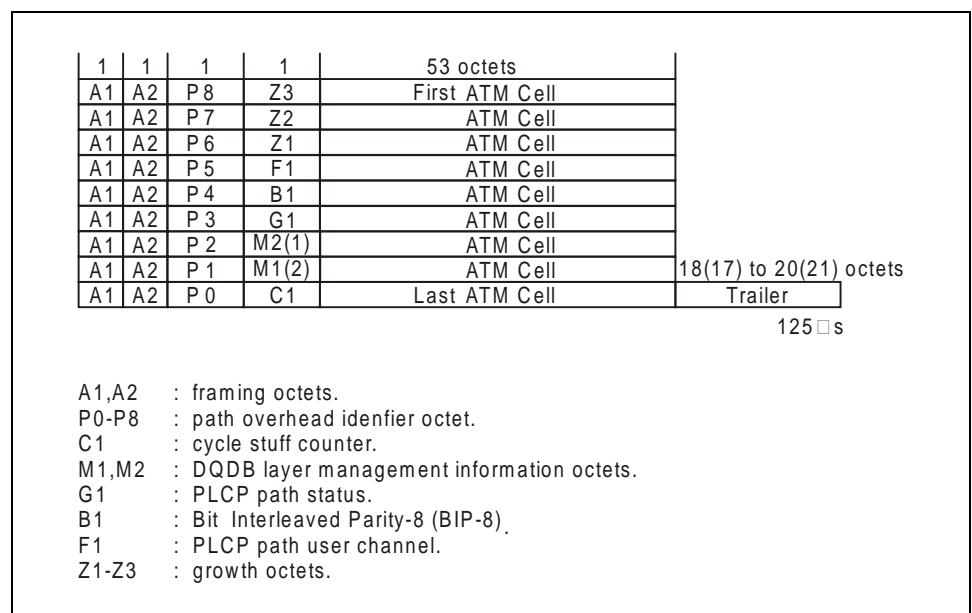 1 1 1 1 53 octets
A1 A2 P8 Z3 First ATM Cell
A1 A2 P7 Z2 ATM Cell
A1 A2 P6 Z1 ATM Cell
A1 A2 P5 F1 ATM Cell
A1 A2 P4 B1 ATM Cell
A1 A2 P3 G1 ATM Cell
A1 A2 P2 M2(1) ATM Cell
A1 A2 P1 M1(2) ATM Cell 18(17) to 20(21) octets
A1 A2 P0 C1 Last ATM Cell Trailer
125□s
A1,A2 : framing octets.
P0-P8 : path overhead idenfier octet.
C1 : cycle stuff counter.
M1,M2 : DQDB layer management information octets.
G1 : PLCP path status.
B1 : Bit Interleaved Parity-8 (BIP-8).
F1 : PLCP path user channel.
Z1-Z3 : growth octets.